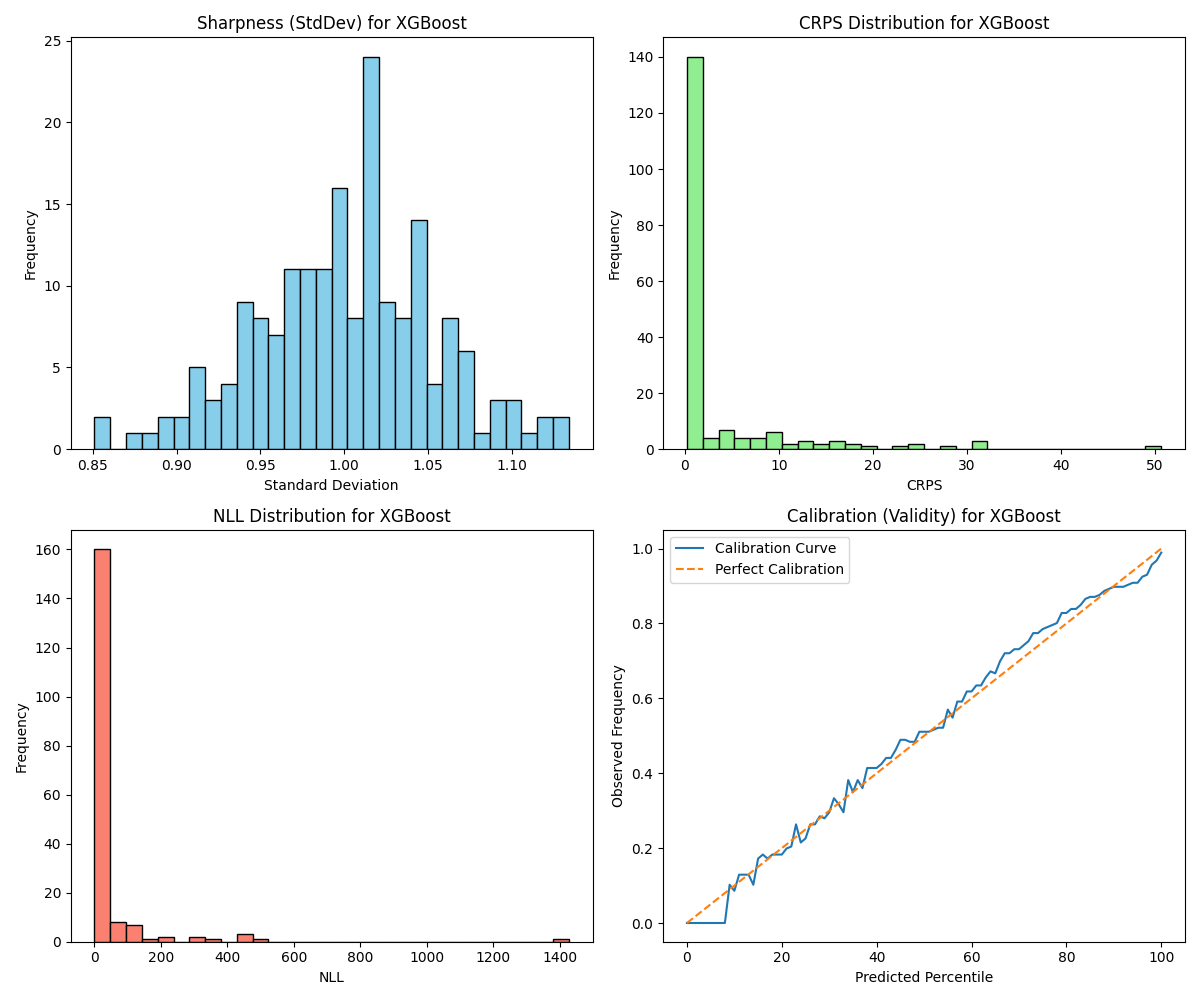 Sharpness (StdDev) for XGBoost
Frequency
25
20
15
10
5
0
0.85 0.90 0.95 1.00 1.05 1.10
Standard Deviation
CRPS Distribution for XGBoost
Frequency
140
120
100
80
60
40
20
0
0 10 20 30 40 50
CRPS
NLL Distribution for XGBoost
Frequency
160
140
120
100
80
60
40
20
0
0 200 400 600 800 1000 1200 1400
NLL
Calibration (Validity) for XGBoost
Calibration Curve
Perfect Calibration
Observed Frequency
1.0
0.8
0.6
0.4
0.2
0.0
0 20 40 60 80 100
Predicted Percentile